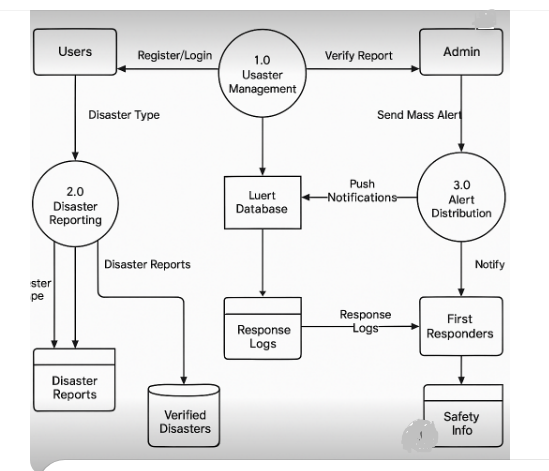 Users
Register/Login
1.0
Usaster
Management
Verify Report
Admin
Disaster Type
Send Mass Alert
2.0
Disaster
Reporting
Luert
Database
Push
Notifications
3.0
Alert
Distribution
ster
pe
Disaster Reports
Notify
Response
Logs
Response
Logs
First
Responders
Disaster
Reports
Verified
Disasters
Safety
Info